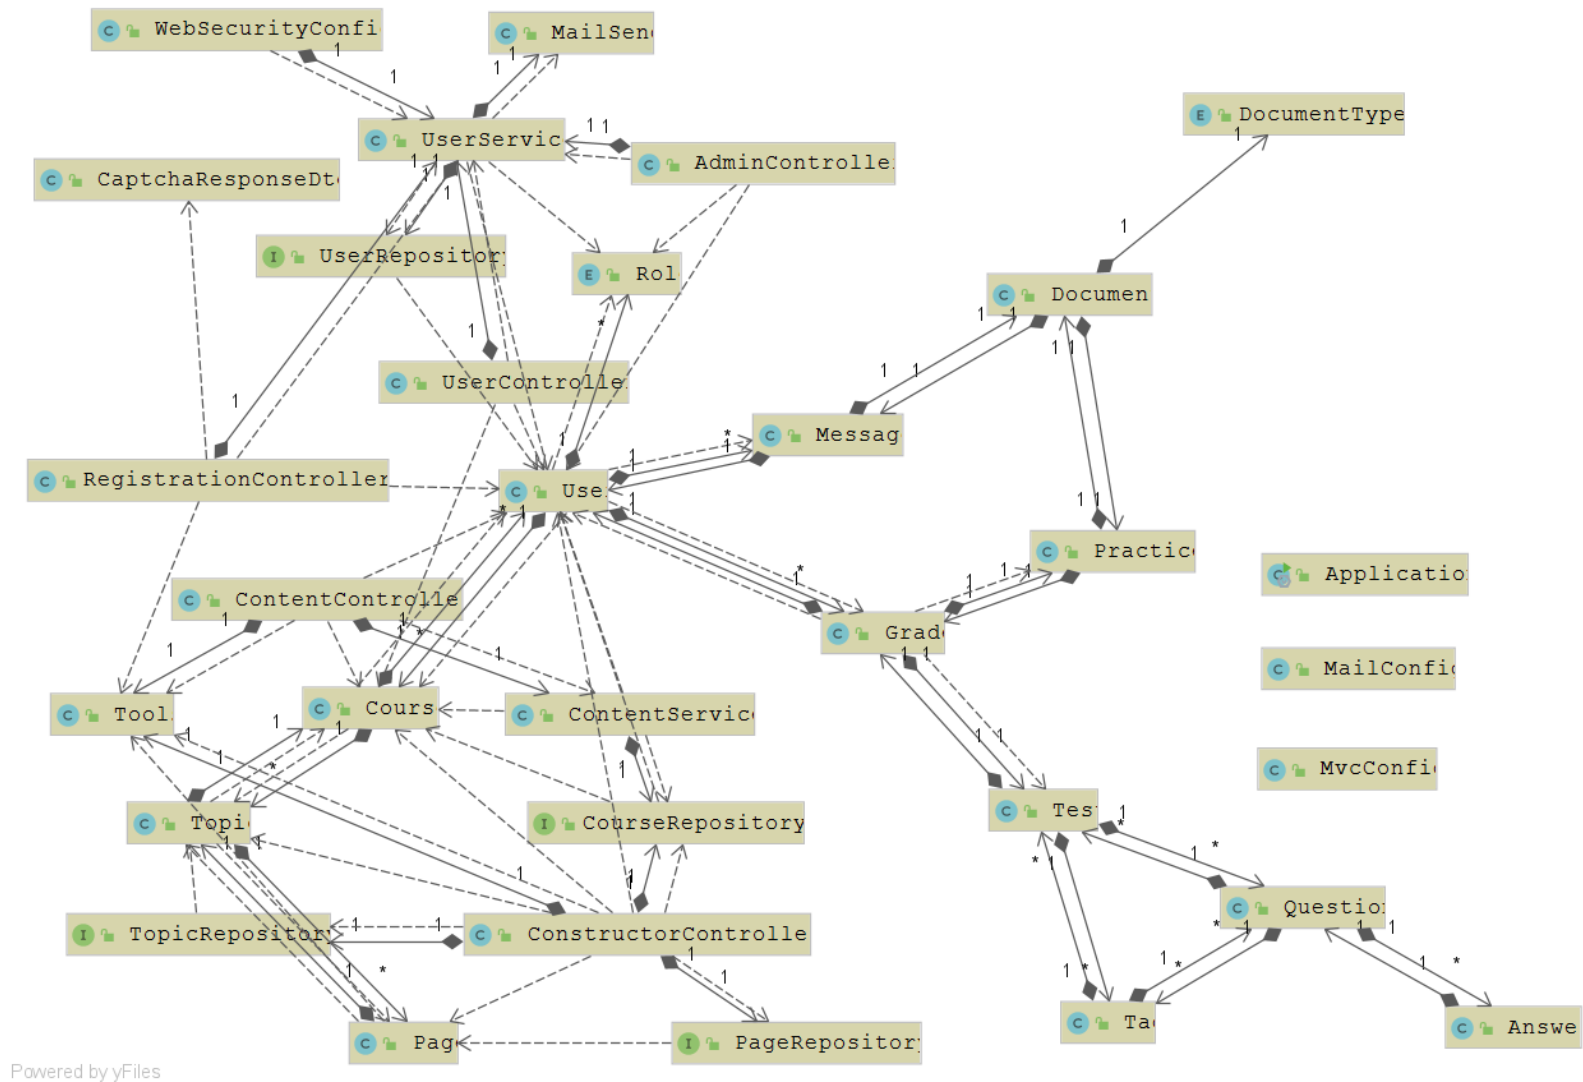 WebSecurityConfi
MailSen
DocumentType
UserServic
AdminControlle
CaptchaResponseDt
UserRepositor
Rol
Documen
UserControlle
Messag
RegistrationController
Use
Practic
Applicatio
ContentControlle
Grad
MailConfi
Tool
Cours
ContentServic
MvcConfi
Topi
CourseRepository
Tes
TopicRepositor
ConstructorControlle
Questio
Pag
PageRepositor
Ta
Answe
Powered by yFiles